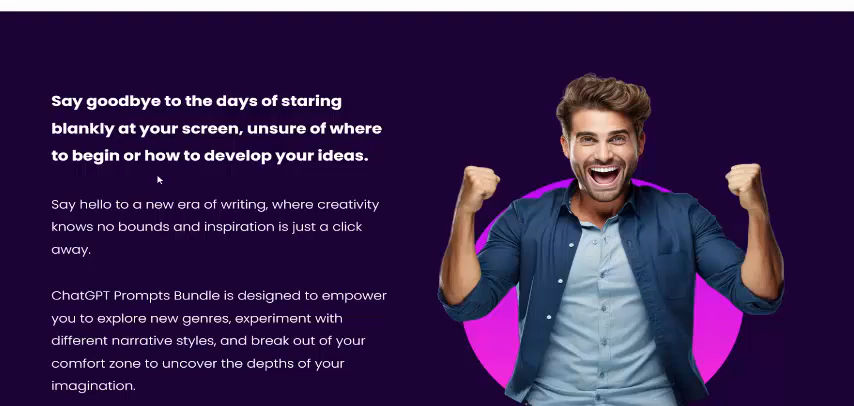 Say goodbye to the days of staring
blankly at your screen, unsure of where
to begin or how to develop your ideas.
Say hello to a new era of writing, where creativity
knows no bounds and inspiration is just a click
away.
ChatGPT Prompts Bundle is designed to empower
you to explore new genres, experiment with
different narrative styles, and break out of your
comfort zone to uncover the depths of your
imagination.